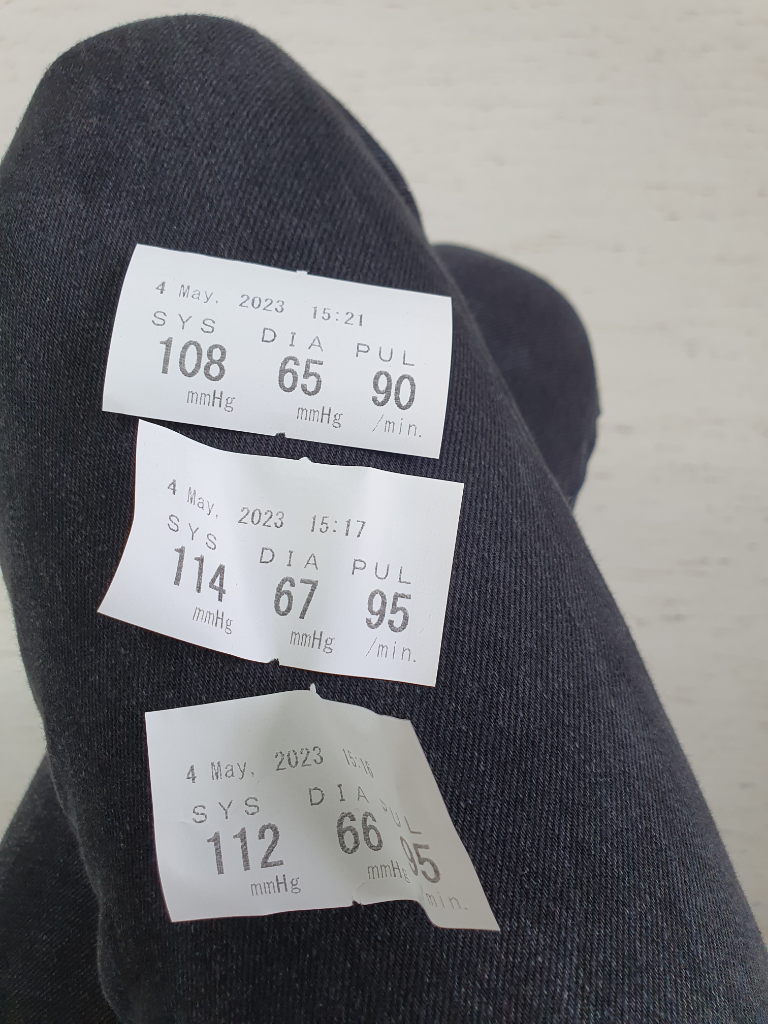 4 May, 2023 15:21
SYS DIA PUL
108 65 90
mmHg mmHg /min.
4 May, 2023 15:17
SYS DIA PUL
114 67 95
mmHg mmHg /min.
4 May, 2023 15:16
SYS DIA PUL
112 66 95
mmHg mmHg /min.